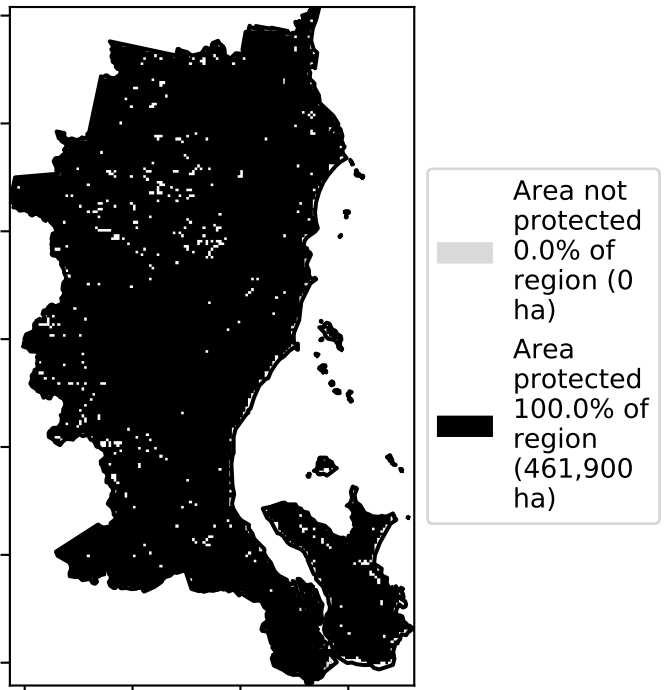 Area not
protected
0.0% of
region (0
ha)
Area
protected
100.0% of
region
(461,900
ha)